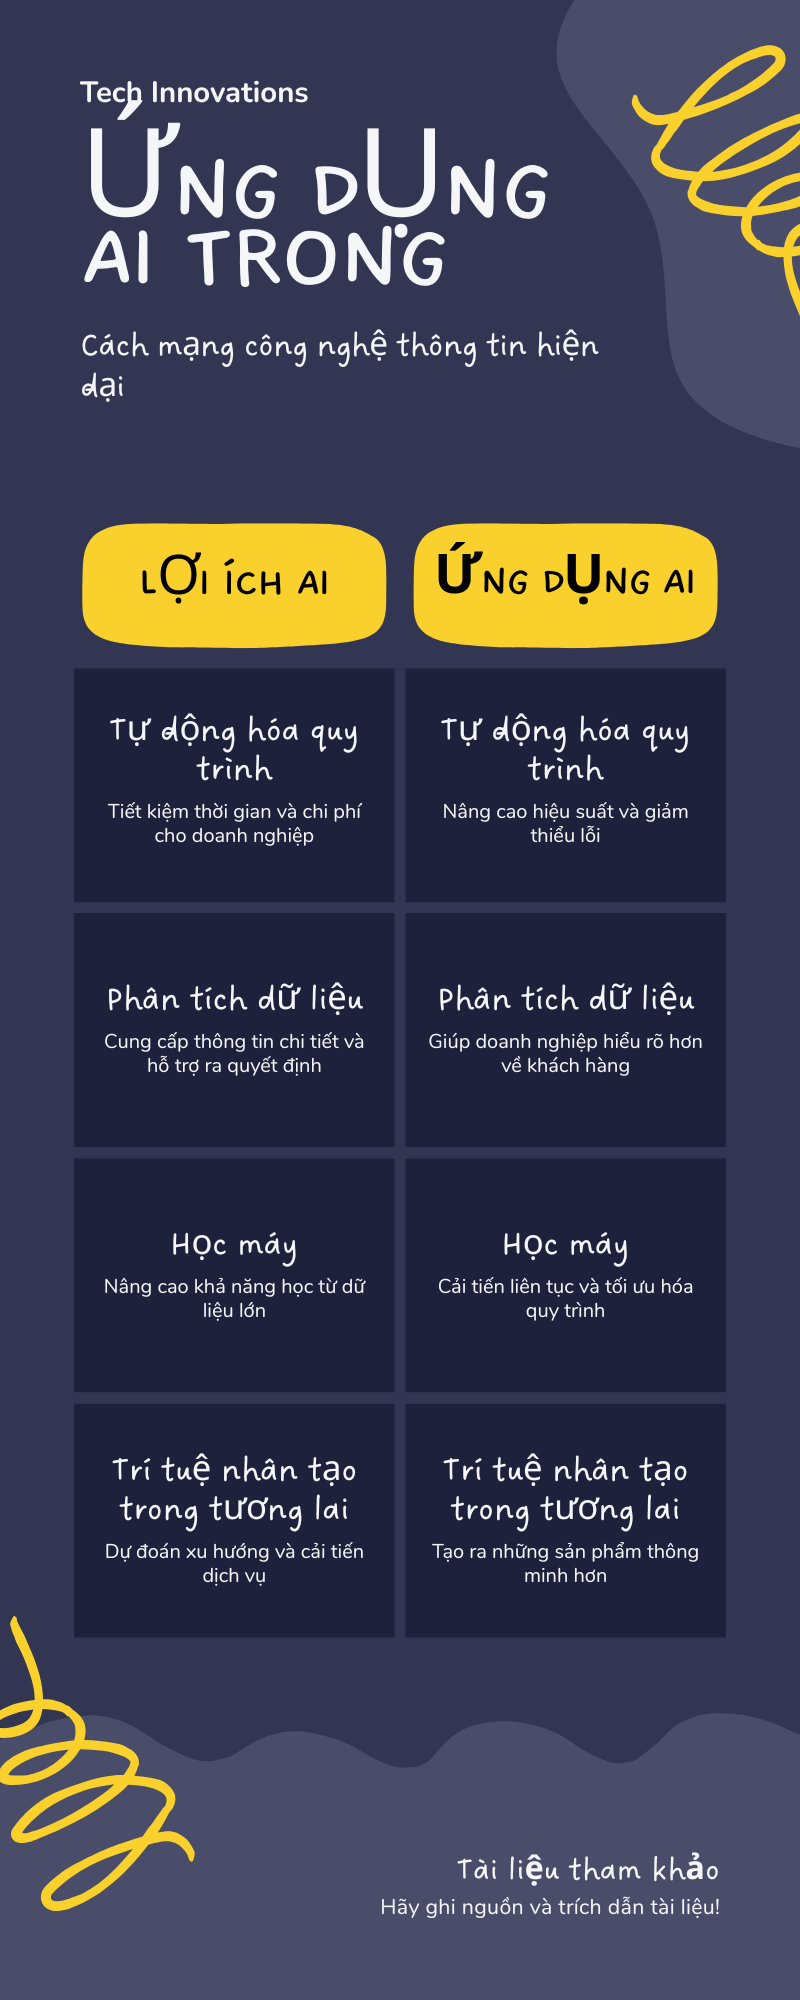 Tech Innovations
ỨNG DỤNG
AI TRONG
Cách mạng công nghệ thông tin hiện
đại
LỢI ÍCH AI
ỨNG DỤNG AI
Tự động hóa quy
trình
Tiết kiệm thời gian và chi phí
cho doanh nghiệp
Tự động hóa quy
trình
Nâng cao hiệu suất và giảm
thiểu lỗi
Phân tích dữ liệu
Cung cấp thông tin chi tiết và
hỗ trợ ra quyết định
Phân tích dữ liệu
Giúp doanh nghiệp hiểu rõ hơn
về khách hàng
Học máy
Nâng cao khả năng học từ dữ
liệu lớn
Học máy
Cải tiến liên tục và tối ưu hóa
quy trình
Trí tuệ nhân tạo
trong tương lai
Dự đoán xu hướng và cải tiến
dịch vụ
Trí tuệ nhân tạo
trong tương lai
Tạo ra những sản phẩm thông
minh hơn
Tài liệu tham khảo
Hãy ghi nguồn và trích dẫn tài liệu!